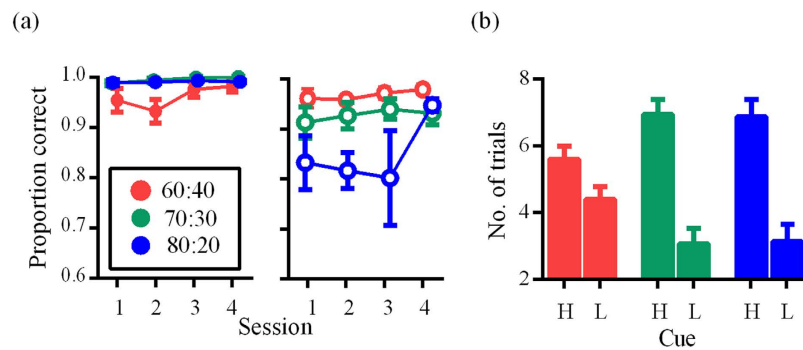 (a)
(b)
Proportion correct
1.0
0.9
0.8
0.7
0.6
60:40
70:30
80:20
1 2 3 4
1 2 3 4
Session
No. of trials
8
6
4
2
H L H L H L
Cue